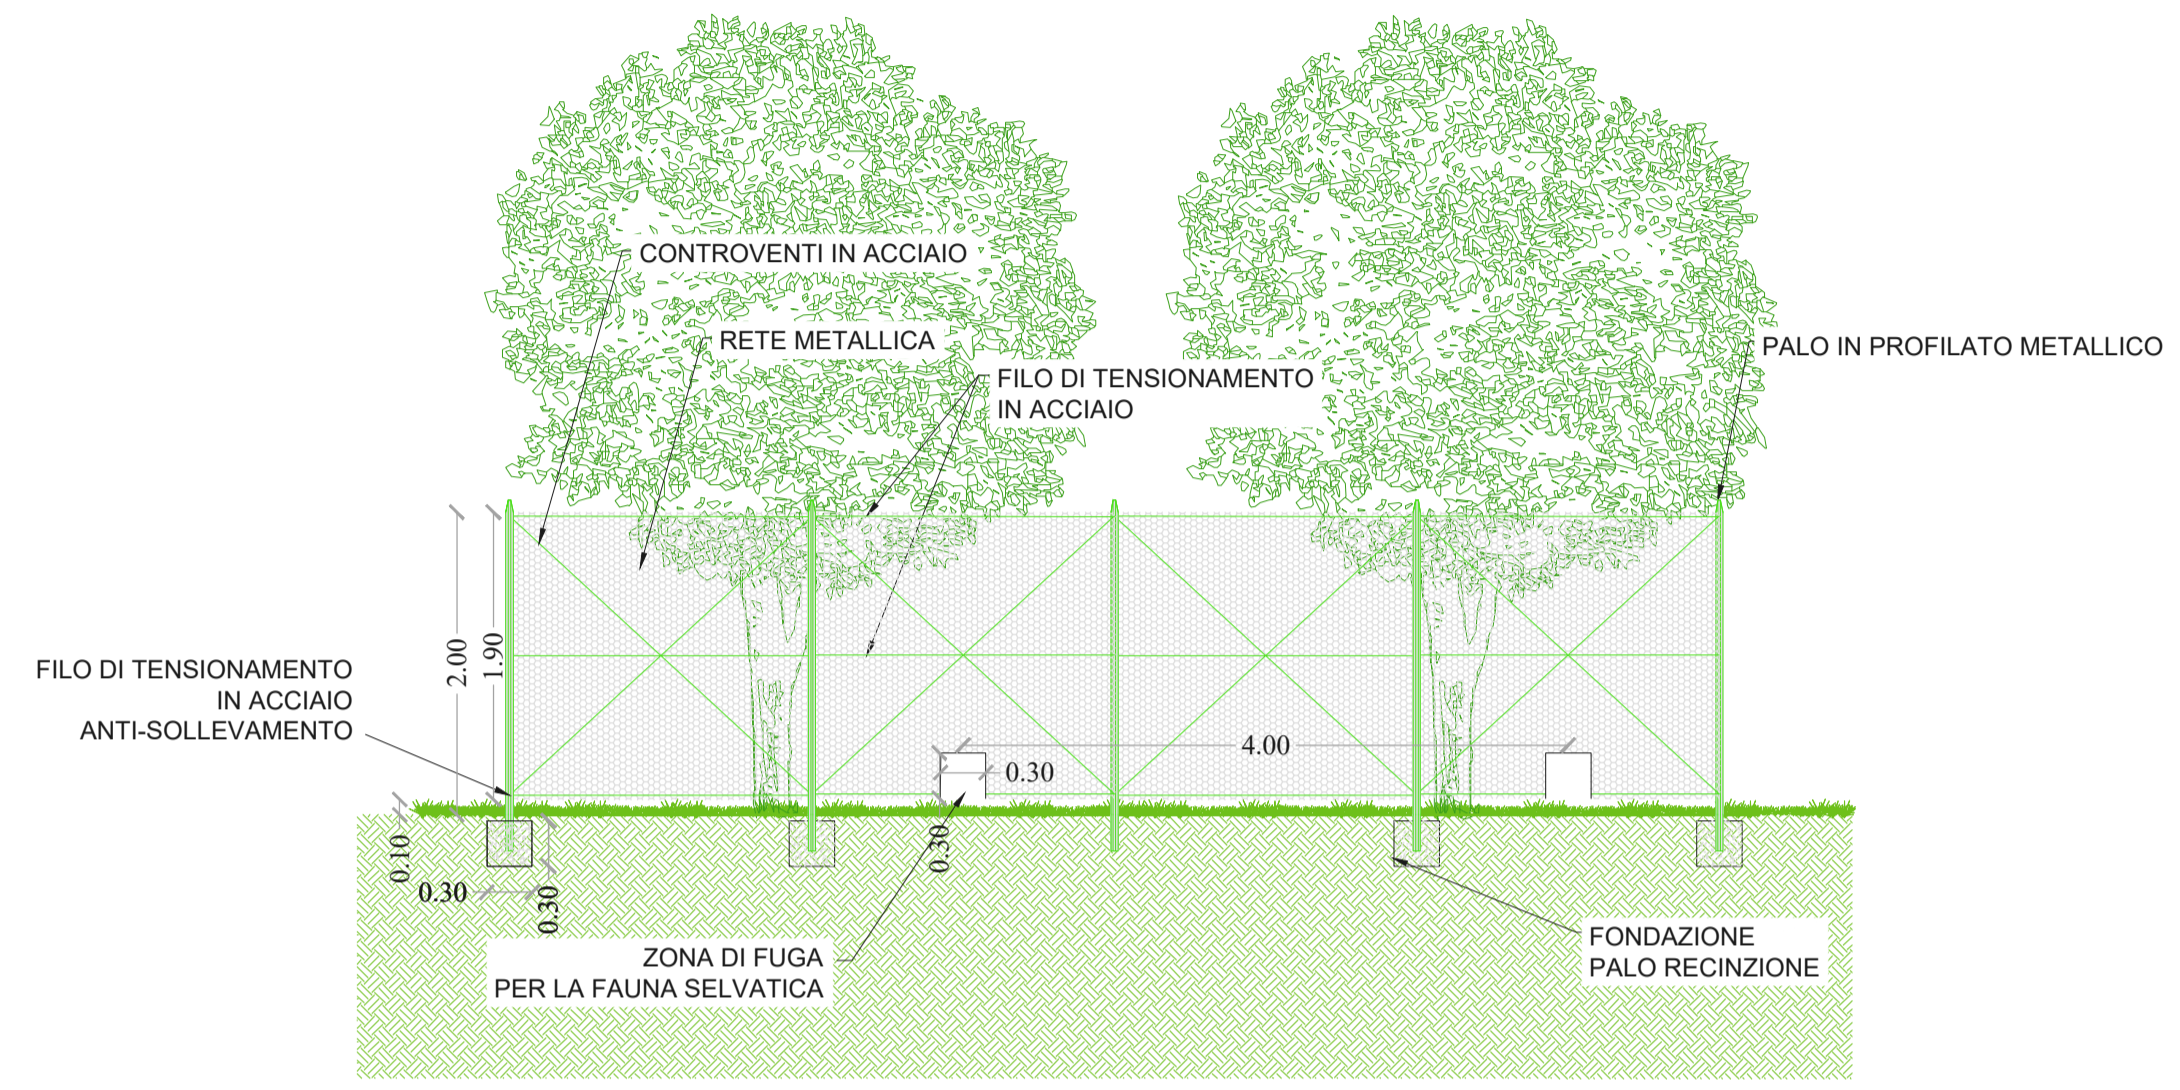 CONTROVENTI IN ACCIAIO
RETE METALLICA
PALO IN PROFILATO METALLICO
FILO DI TENSIONAMENTO
IN ACCIAIO
2.00
1.90
FILO DI TENSIONAMENTO
IN ACCIAIO
ANTI-SOLLEVAMENTO
4.00
0.30
0.10
0.30
0.30
0.30
ZONA DI FUGA
PER LA FAUNA SELVATICA
FONDAZIONE
PALO RECINZIONE